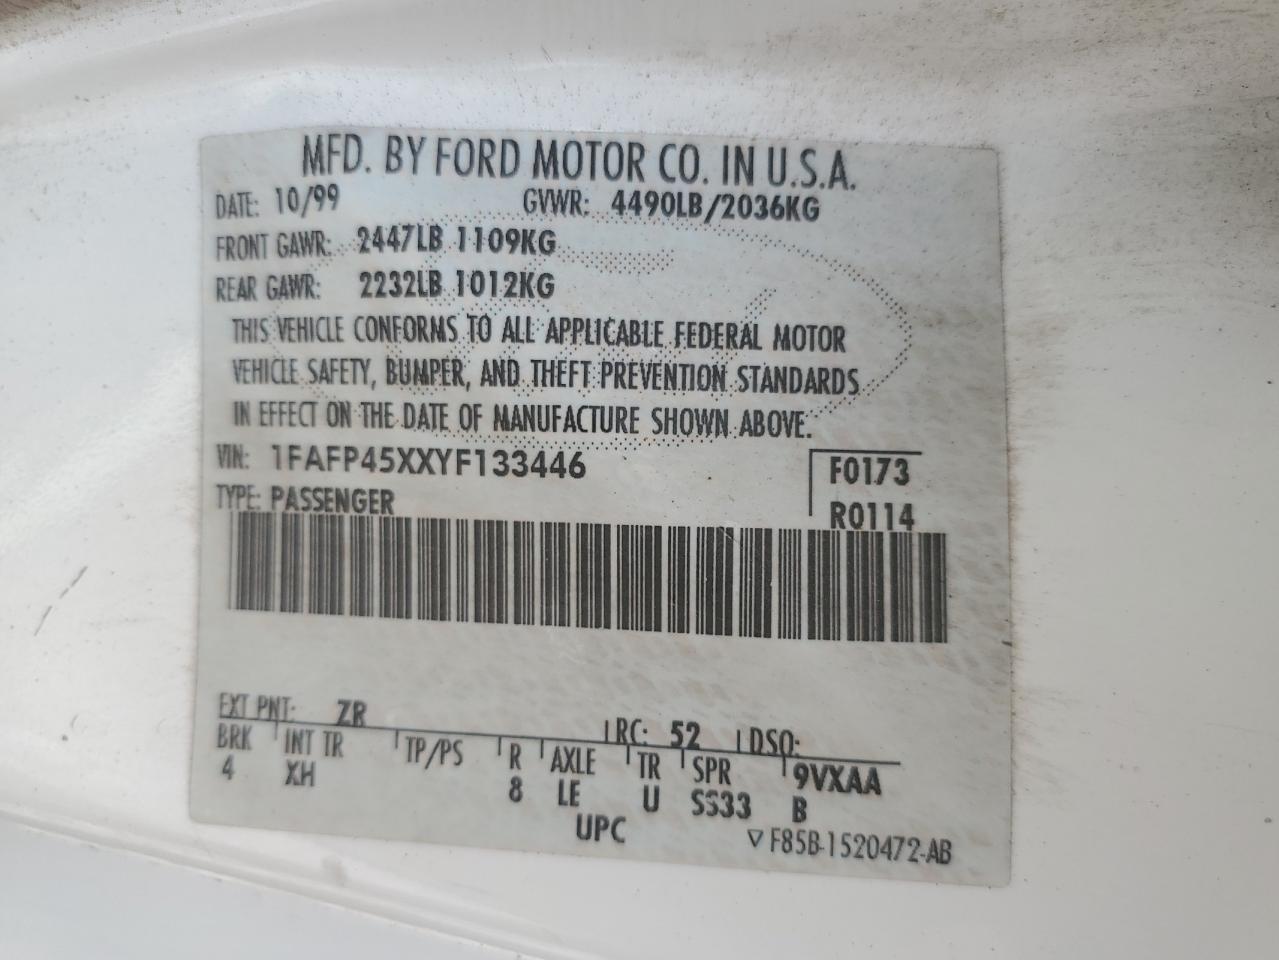 MFD. BY FORD MOTOR CO. IN U.S.A.
DATE: 10/99 GVWR: 4490LB/2036KG
FRONT GAWR: 2447LB 1109KG
REAR GAWR: 2232LB 1012KG
THIS VEHICLE CONFORMS TO ALL APPLICABLE FEDERAL MOTOR
VEHICLE SAFETY, BUMPER, AND THEFT PREVENTION STANDARDS
IN EFFECT ON THE DATE OF MANUFACTURE SHOWN ABOVE.
VIN: 1FAFP45XXYF133446 F0173
TYPE: PASSENGER R0114
EXT PNT: ZR RC: 52 DSO:
BRK INT TR TP/PS R AXLE TR SPR 9VXAA
4 XH 8 LE U SS33 B
UPC ▽F85B-1520472-AB